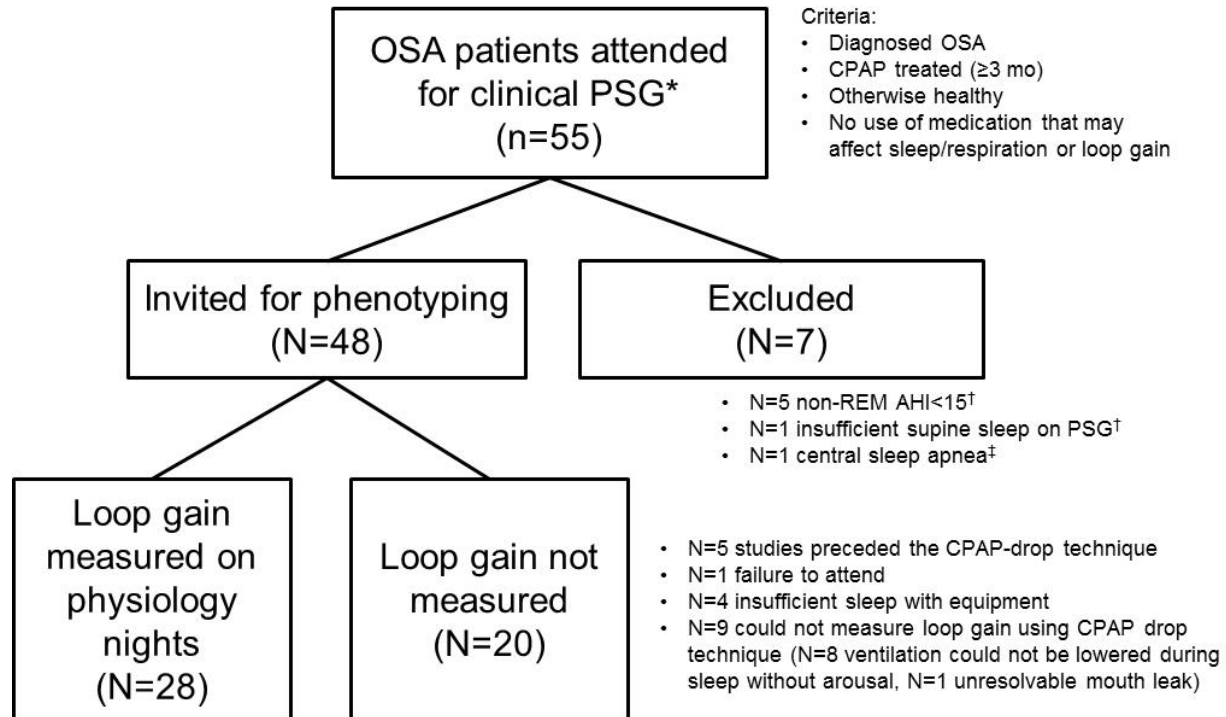 OSA patients attended
for clinical PSG*
(n=55)
Criteria:
• Diagnosed OSA
• CPAP treated (≥3 mo)
• Otherwise healthy
• No use of medication that may
affect sleep/respiration or loop gain
Invited for phenotyping
(N=48)
Excluded
(N=7)
• N=5 non-REM AHI<15†
• N=1 insufficient supine sleep on PSG†
• N=1 central sleep apnea‡
Loop gain
measured on
physiology
nights
(N=28)
Loop gain not
measured
(N=20)
• N=5 studies preceded the CPAP-drop technique
• N=1 failure to attend
• N=4 insufficient sleep with equipment
• N=9 could not measure loop gain using CPAP drop
technique (N=8 ventilation could not be lowered during
sleep without arousal, N=1 unresolvable mouth leak)